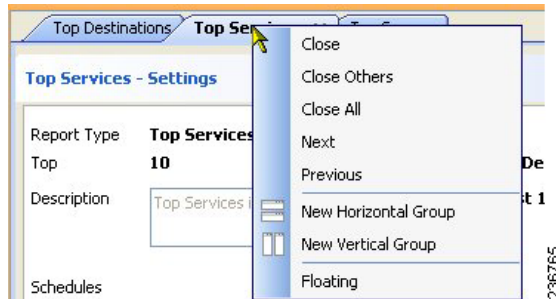 Top Destinations Top Ser
Close
Top Services - Settings
Close Others
Close All
Report Type Top Services
Next
Top 10 De
Previous
Description Top Services i st 1
New Horizontal Group
New Vertical Group
Schedules
Floating
236765